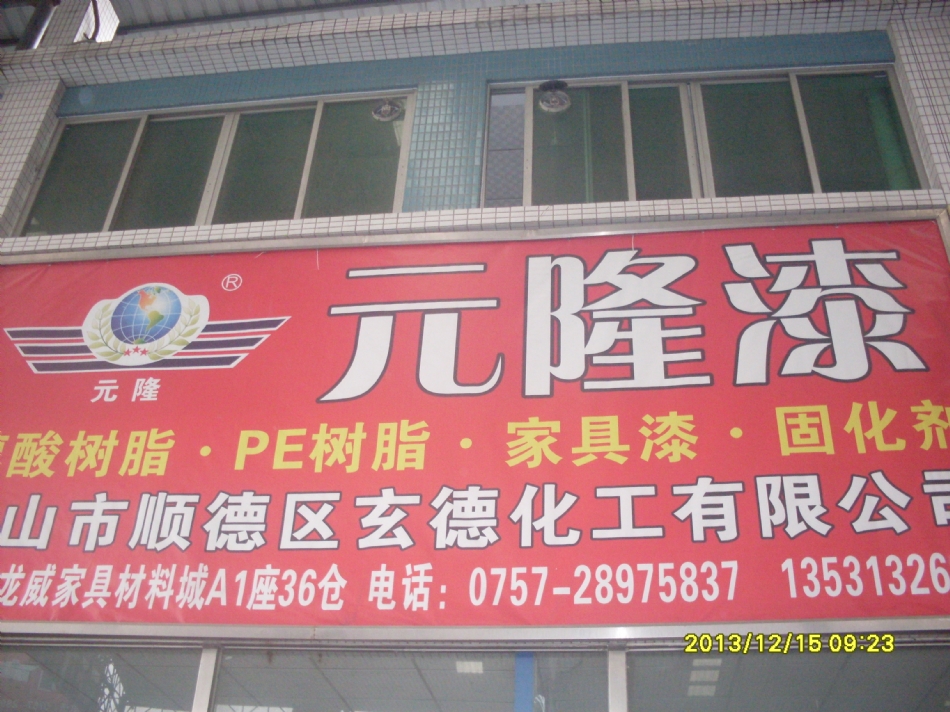 ®
元隆漆
元隆
酸树脂·PE树脂·家具漆·固化剂
山市顺德区玄德化工有限公司
龙威家具材料城A1座36仓 电话：0757-28975837 13531326
2013/12/15 09:23